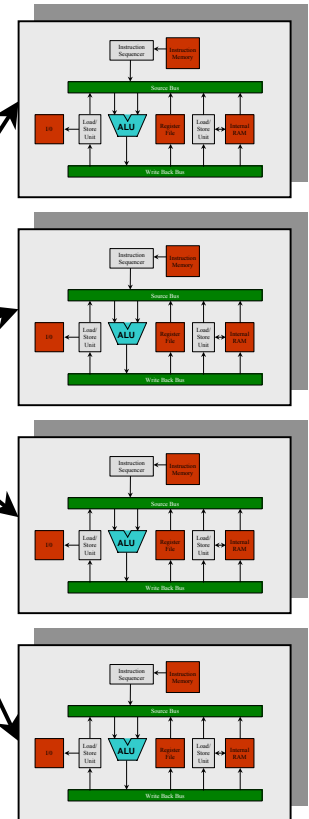 Instruction
Sequencer
Instruction
Memory
Source Bus
I/0
Load/
Store
Unit
ALU
Register
File
Load/
Store
Unit
Internal
RAM
Write Back Bus
Instruction
Sequencer
Instruction
Memory
Source Bus
I/0
Load/
Store
Unit
ALU
Register
File
Load/
Store
Unit
Internal
RAM
Write Back Bus
Instruction
Sequencer
Instruction
Memory
Source Bus
I/0
Load/
Store
Unit
ALU
Register
File
Load/
Store
Unit
Internal
RAM
Write Back Bus
Instruction
Sequencer
Instruction
Memory
Source Bus
I/0
Load/
Store
Unit
ALU
Register
File
Load/
Store
Unit
Internal
RAM
Write Back Bus